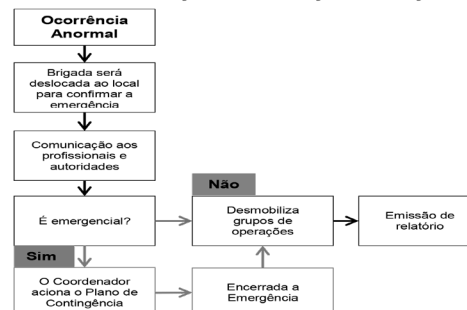 Ocorrência
Anormal
Brigada será
deslocada ao local
para confirmar a
emergência
Comunicação aos
profissionais e
autoridades
É emergencial?
Não
Desmobiliza
grupos de
operações
Emissão de
relatório
Sim
O Coordenador
aciona o Plano de
Contingência
Encerrada a
Emergência